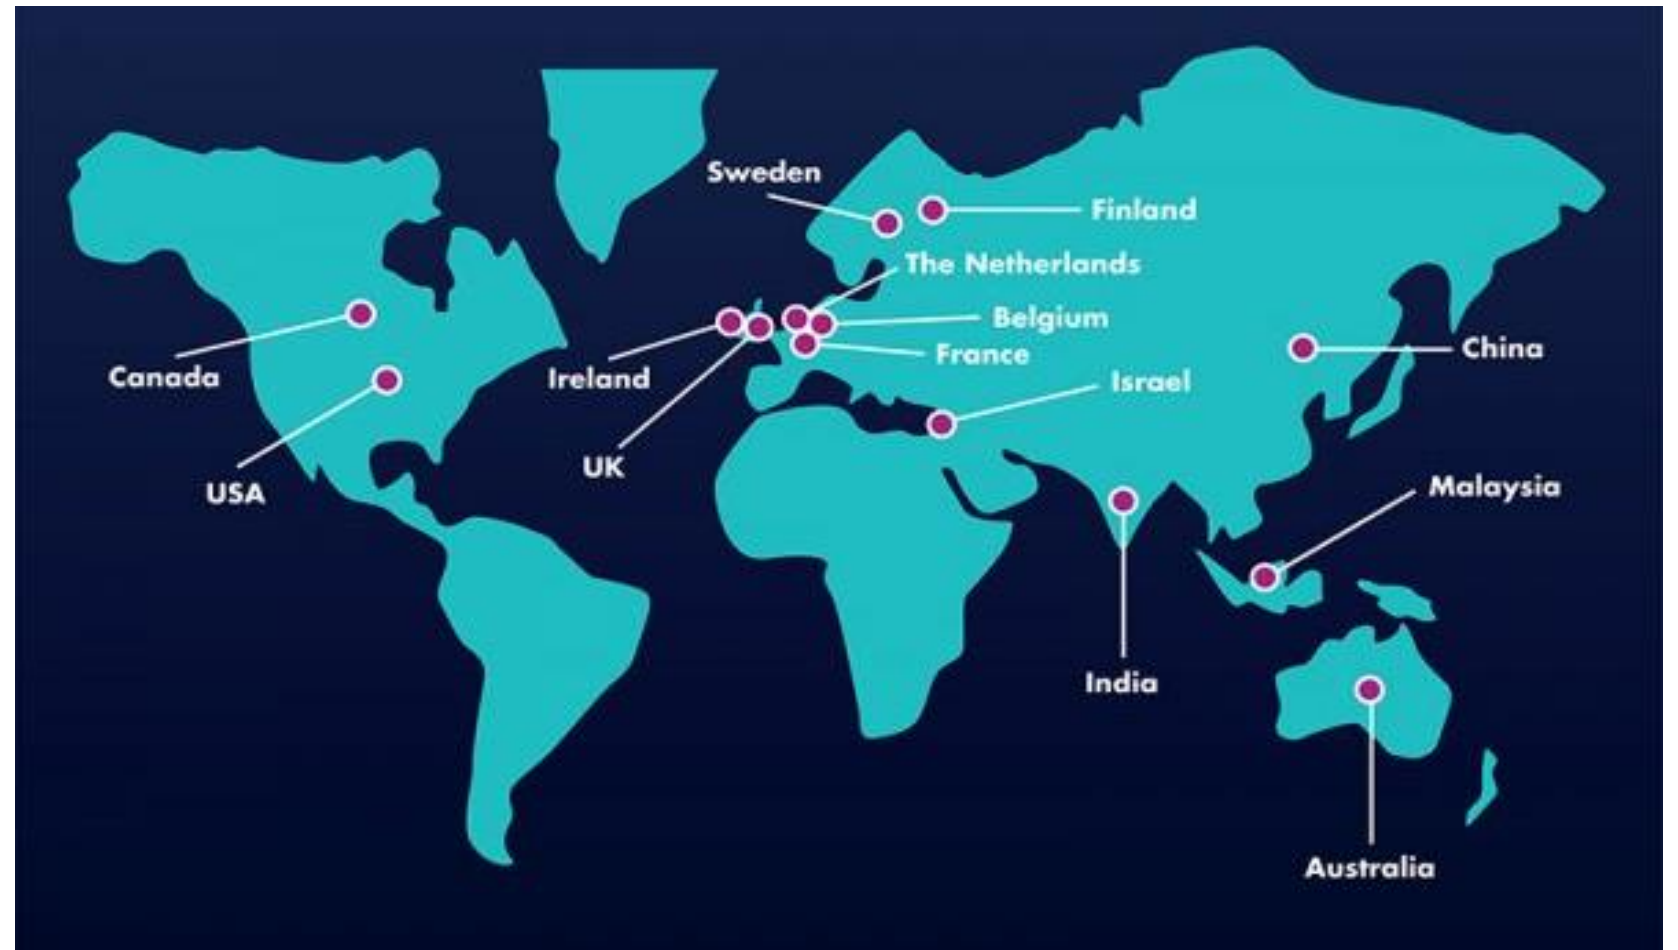 Sweden
Finland
The Netherlands
Belgium
France
Canada
Ireland
Israel
China
UK
USA
Malaysia
India
Australia